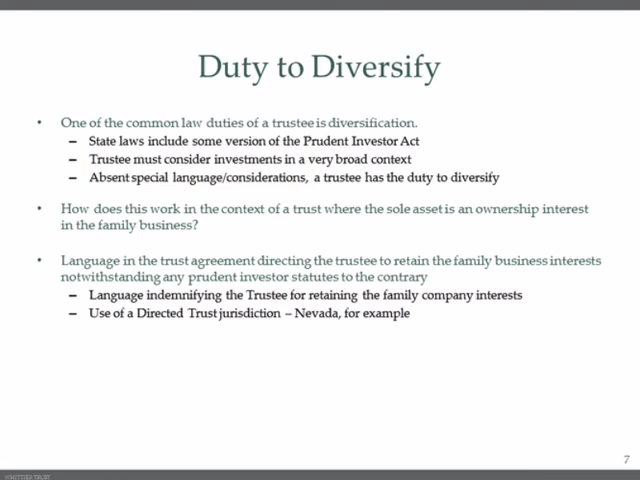 Duty to Diversify
• One of the common law duties of a trustee is diversification.
– State laws include some version of the Prudent Investor Act
– Trustee must consider investments in a very broad context
– Absent special language/considerations, a trustee has the duty to diversify
• How does this work in the context of a trust where the sole asset is an ownership interest
in the family business?
• Language in the trust agreement directing the trustee to retain the family business interests
notwithstanding any prudent investor statutes to the contrary
– Language indemnifying the Trustee for retaining the family company interests
– Use of a Directed Trust jurisdiction – Nevada, for example
7
WHITTIER TRUST